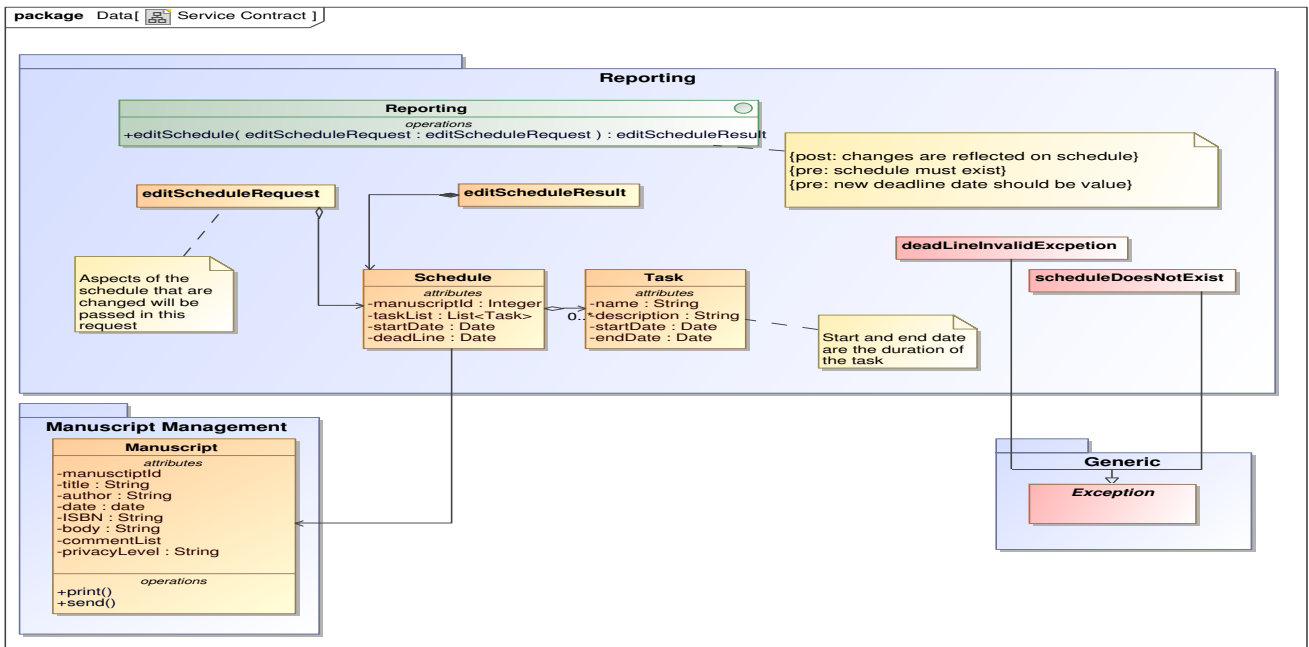 package Data[ Service Contract ]
Reporting
Reporting
operations
+editSchedule( editScheduleRequest : editScheduleRequest ) : editScheduleResult
{post: changes are reflected on schedule}
{pre: schedule must exist}
{pre: new deadline date should be value}
editScheduleRequest
editScheduleResult
deadLineInvalidExcpetion
scheduleDoesNotExist
Aspects of the
schedule that are
changed will be
passed in this
request
Schedule
attributes
-manuscriptId : Integer
-taskList : List<Task>
-startDate : Date
-deadLine : Date
0..*
Task
attributes
-name : String
-description : String
-startDate : Date
-endDate : Date
Start and end date
are the duration of
the task
Manuscript Management
Manuscript
attributes
-manusctiptId
-title : String
-author : String
-date : date
-ISBN : String
-body : String
-commentList
-privacyLevel : String
operations
+print()
+send()
Generic
Exception